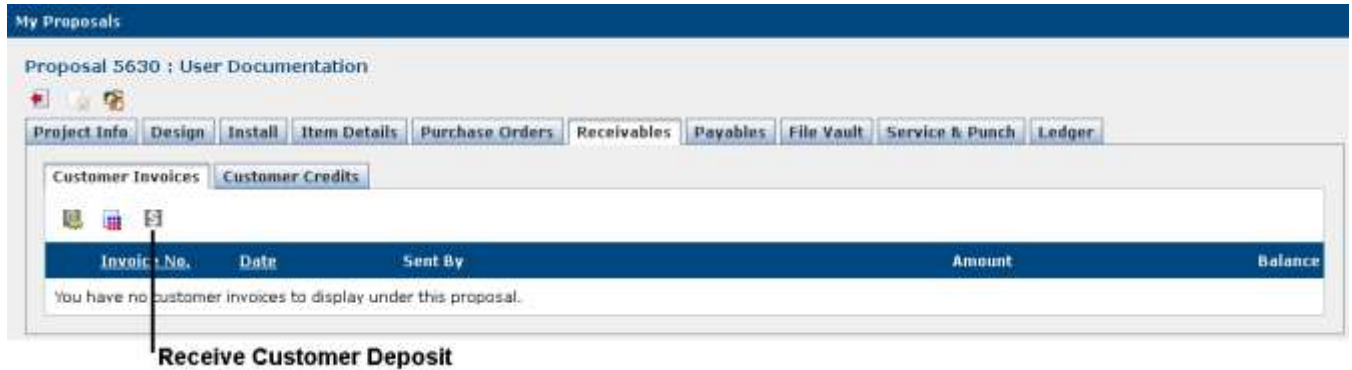 My Proposals
Proposal 5630 : User Documentation
Project Info Design Install Item Details Purchase Orders Receivables Payables File Vault Service & Punch Ledger
Customer Invoices Customer Credits
Invoice No. Date Sent By Amount Balance
You have no customer invoices to display under this proposal.
Receive Customer Deposit